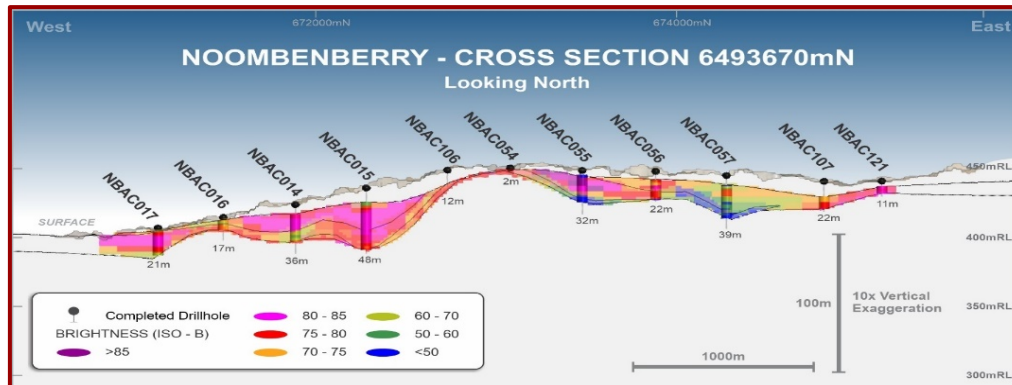 672000mN 674000mN
West East
NOOMBENBERRY - CROSS SECTION 6493670mN
Looking North
NBAC017 NBAC016 NBAC014 NBAC015 NBAC106 NBAC054 NBAC055 NBAC056 NBAC057 NBAC107 NBAC121
450mRL
SURFACE
400mRL
21m 17m 36m 48m 12m 2m 32m 22m 39m 22m 11m
100m
10x Vertical
Exaggeration
350mRL
Completed Drillhole
BRIGHTNESS (ISO - B)
>85
80 - 85
75 - 80
70 - 75
60 - 70
50 - 60
<50
1000m
300mRL